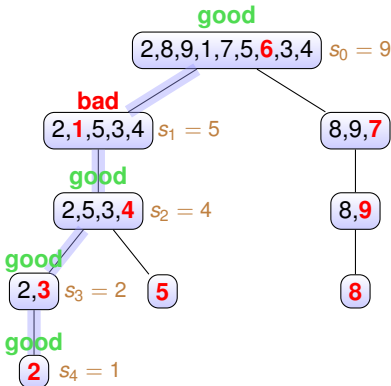 good
2,8,9,1,7,5,6,3,4 s₀ = 9
bad
2,1,5,3,4 s₁ = 5 8,9,7
good
2,5,3,4 s₂ = 4 8,9
good
2,3 s₃ = 2 5 8
good
2 s₄ = 1